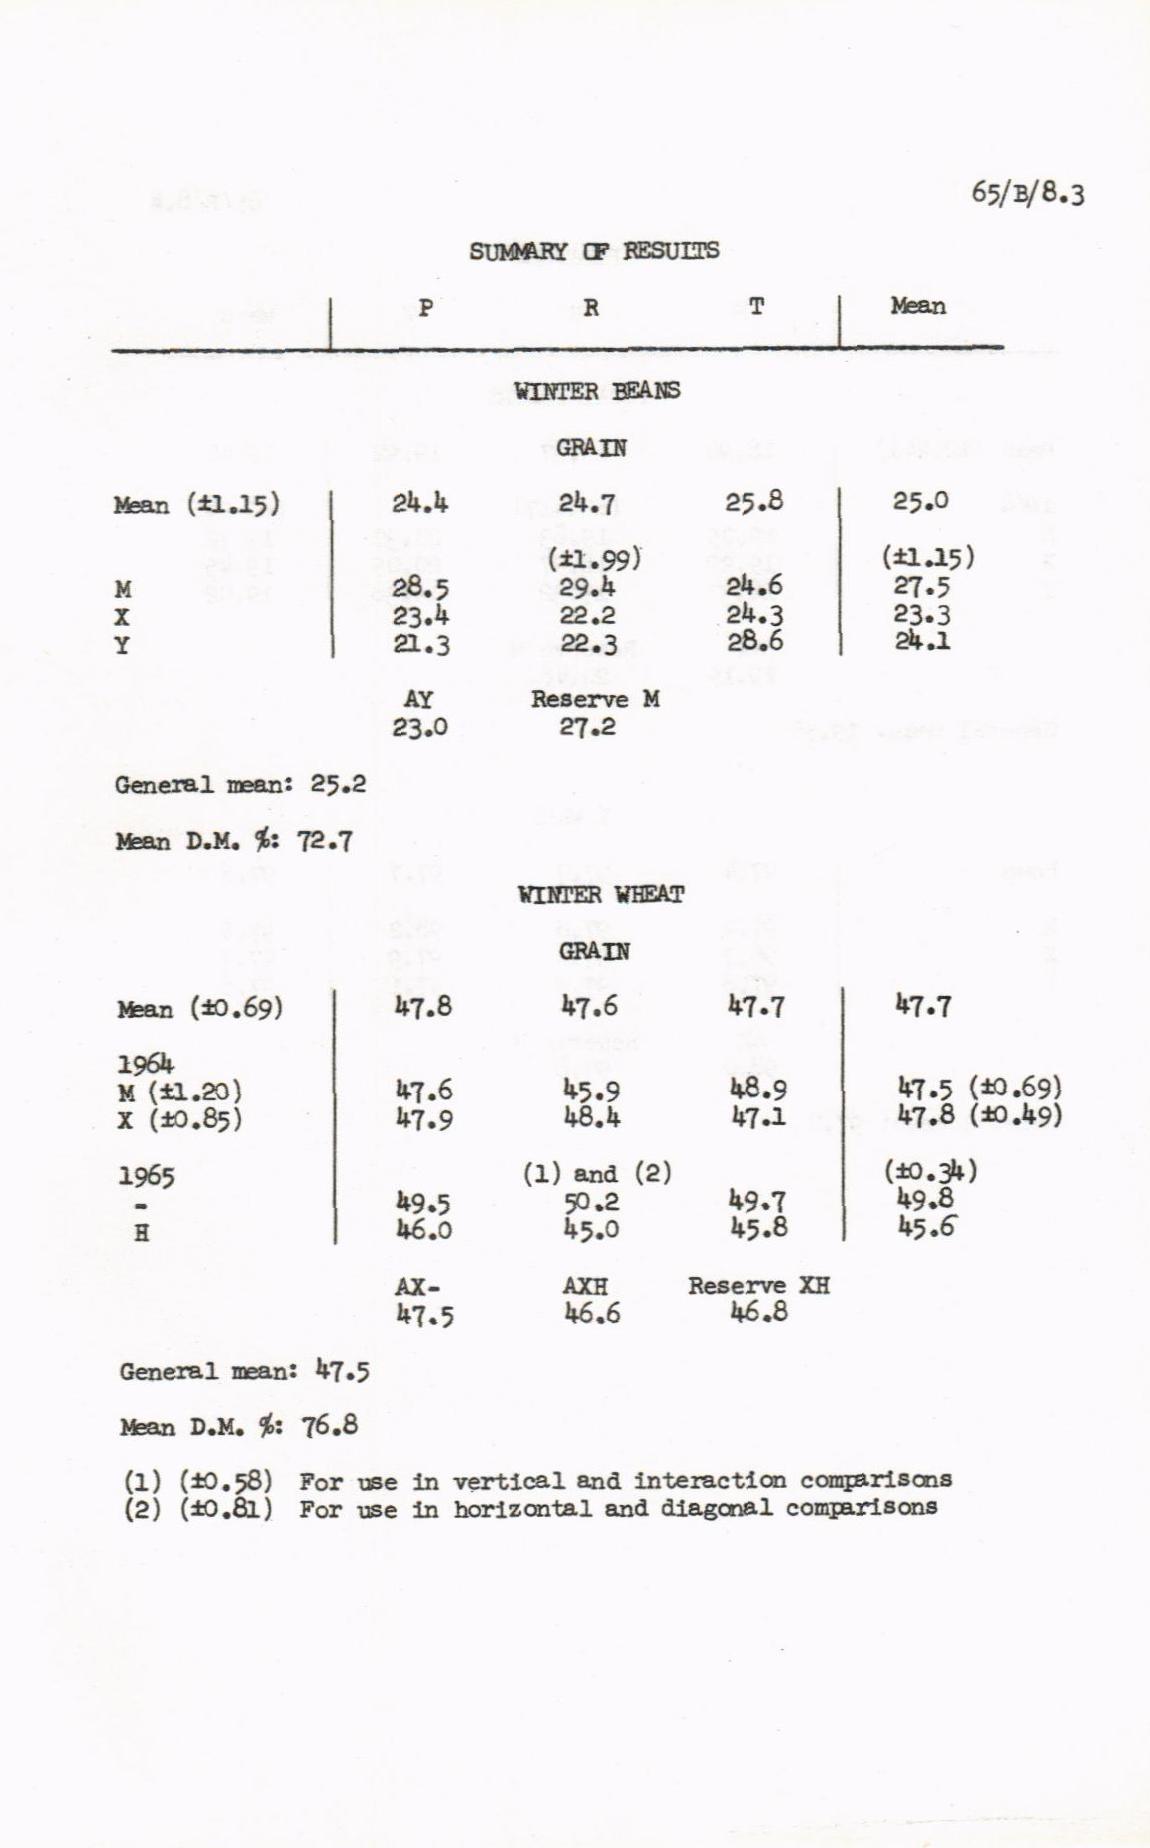 65/B/8.3
SUMMARY OF RESULTS
P R T Mean
WINTER BEANS
GRAIN
Mean (±1.15) 24.4 24.7 25.8 25.0
(±1.99) (±1.15)
M 28.5 29.4 24.6 27.5
X 23.4 22.2 24.3 23.3
Y 21.3 22.3 28.6 24.1
AY Reserve M
23.0 27.2
General mean: 25.2
Mean D.M. %: 72.7
WINTER WHEAT
GRAIN
Mean (±0.69) 47.8 47.6 47.7 47.7
1964
M (±1.20) 47.6 45.9 48.9 47.5 (±0.69)
X (±0.85) 47.9 48.4 47.1 47.8 (±0.49)
1965 (1) and (2) (±0.34)
- 49.5 50.2 49.7 49.8
H 46.0 45.0 45.8 45.6
AX- AXH Reserve XH
47.5 46.6 46.8
General mean: 47.5
Mean D.M. %: 76.8
(1) (±0.58) For use in vertical and interaction comparisons
(2) (±0.81) For use in horizontal and diagonal comparisons